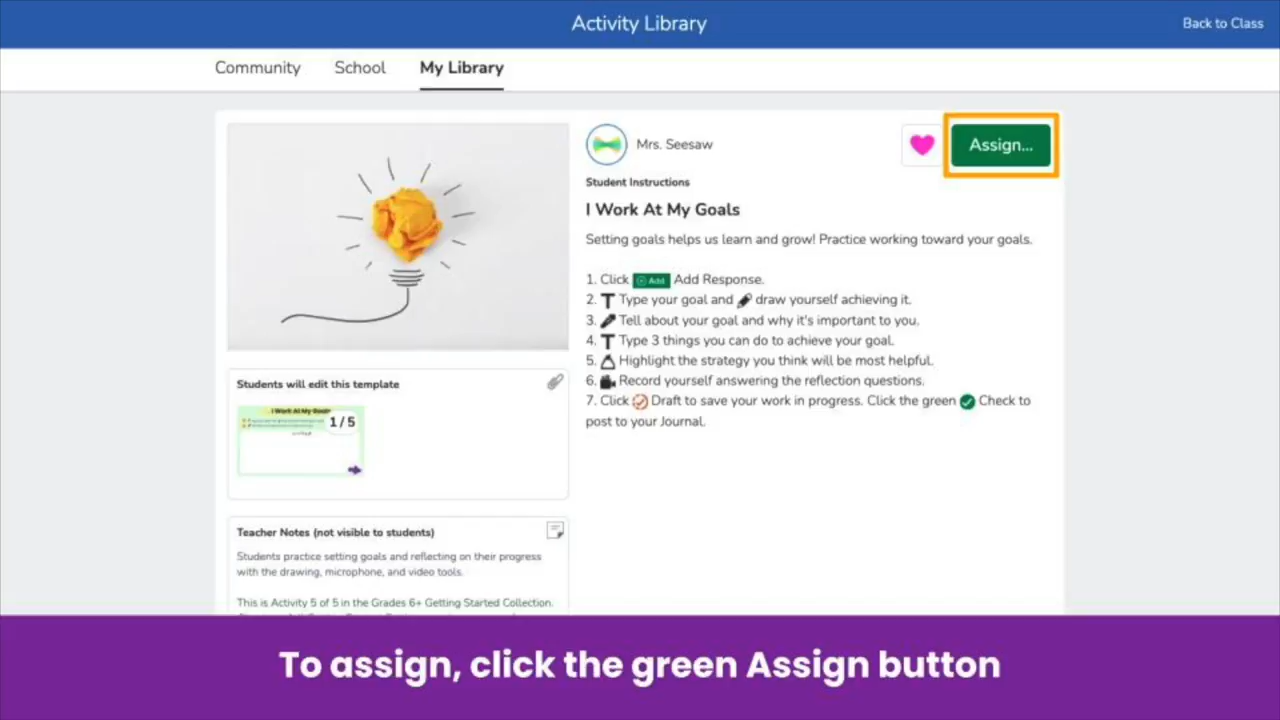 Activity Library
Back to Class
Community
School
My Library
Mrs. Seesaw
Assign...
Student Instructions
I Work At My Goals
Setting goals helps us learn and grow! Practice working toward your goals.
1. Click Add Add Response.
2. Type your goal and draw yourself achieving it.
3. Tell about your goal and why it's important to you.
4. Type 3 things you can do to achieve your goal.
5. Highlight the strategy you think will be most helpful.
6. Record yourself answering the reflection questions.
7. Click Draft to save your work in progress. Click the green Check to
post to your Journal.
Students will edit this template
I Work At My Goals
1 / 5
Teacher Notes (not visible to students)
Students practice setting goals and reflecting on their progress
with the drawing, microphone, and video tools.
This is Activity 5 of 5 in the Grades 6+ Getting Started Collection.
To assign, click the green Assign button